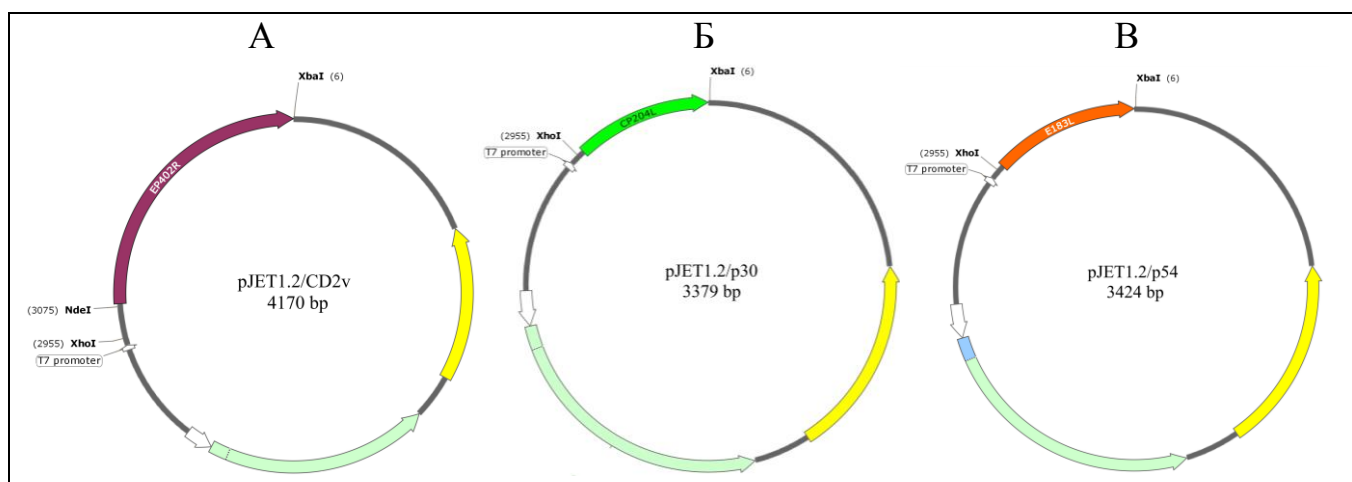 А
XbaI (6)
EP402R
(3075) NdeI
(2955) XhoI
T7 promoter
pJET1.2/CD2v
4170 bp
Б
XbaI (6)
CP204L
(2955) XhoI
T7 promoter
pJET1.2/p30
3379 bp
В
XbaI (6)
E183L
(2955) XhoI
T7 promoter
pJET1.2/p54
3424 bp